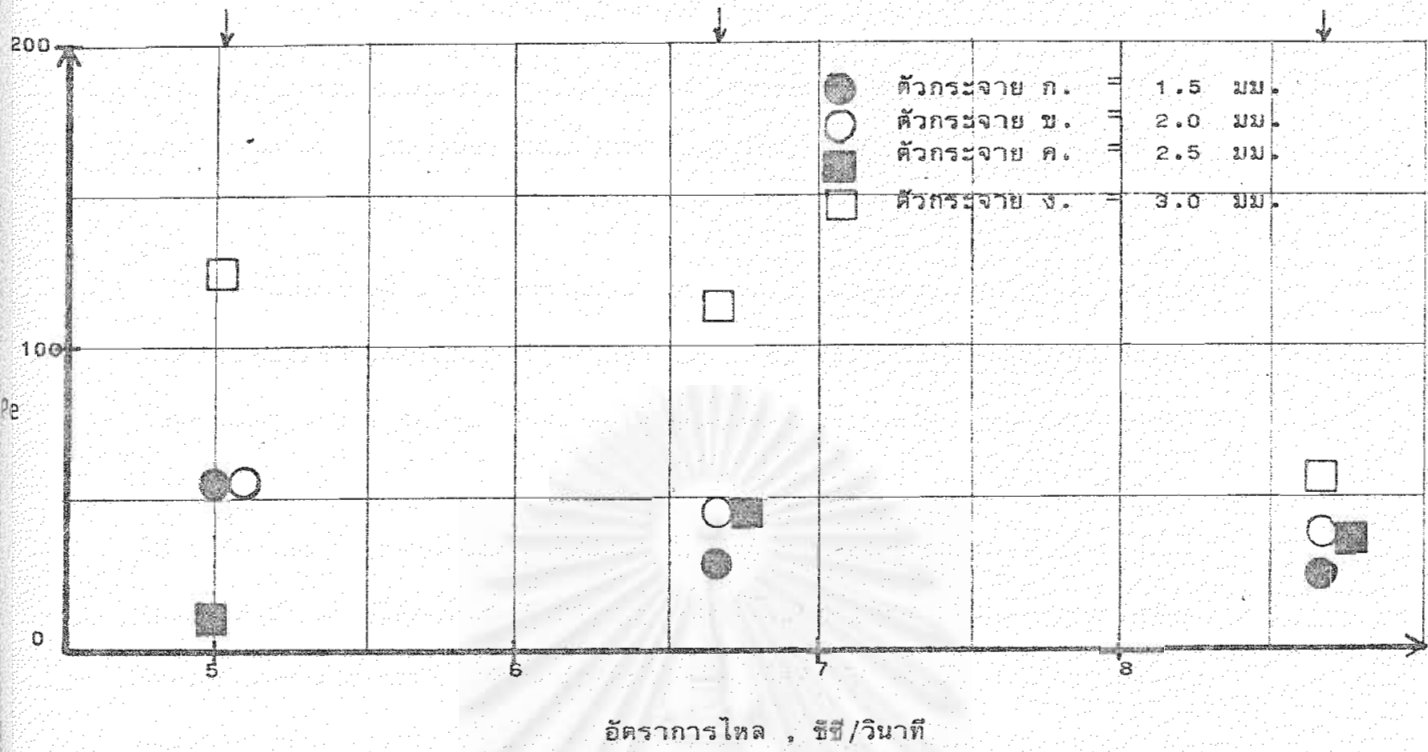 200
ตัวกระจาย ก. = 1.5 มม.
ตัวกระจาย ข. = 2.0 มม.
ตัวกระจาย ค. = 2.5 มม.
ตัวกระจาย ง. = 3.0 มม.
100
Pe
0
5 6 7 8
อัตราการไหล , ซีซี/วินาที